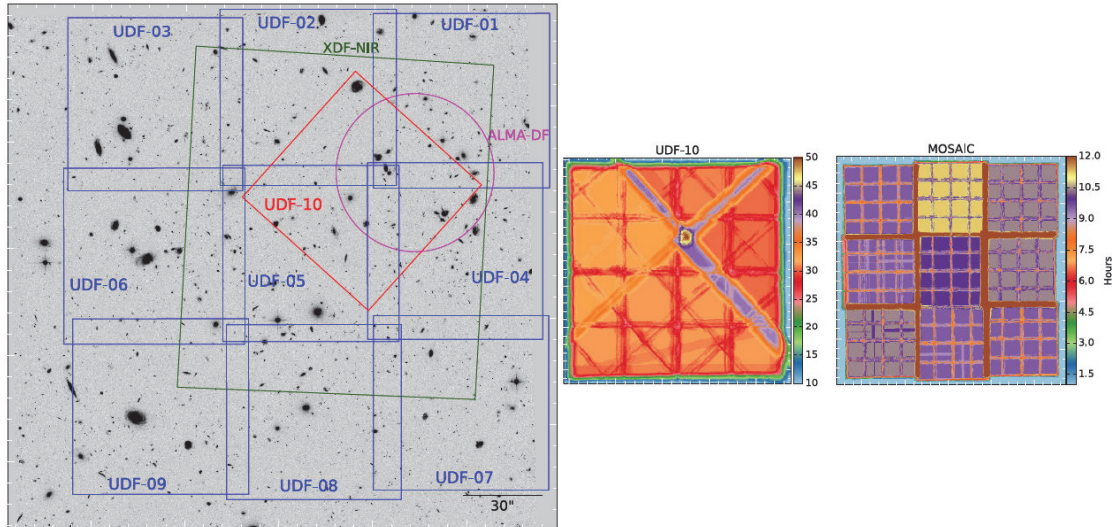 UDF-03
UDF-02
UDF-01
XDF-NIR
ALMA-DF
UDF-10
UDF-06
UDF-05
UDF-04
UDF-09
UDF-08
UDF-07
30"
UDF-10
50
45
40
35
30
25
20
15
10
MOSAIC
12.0
10.5
9.0
7.5
6.0
4.5
3.0
1.5
Hours